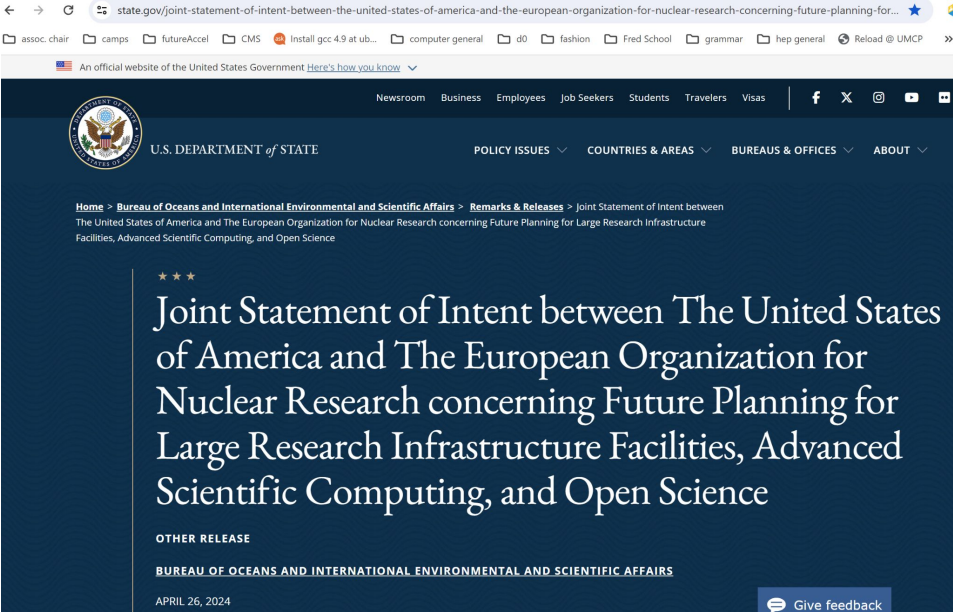 state.gov/joint-statement-of-intent-between-the-united-states-of-america-and-the-european-organization-for-nuclear-research-concerning-future-planning-for...
assoc. chair camps futureAccel CMS Install gcc 4.9 at ub... computer general d0 fashion Fred School grammar hep general Reload @ UMCP »
An official website of the United States Government Here's how you know
Newsroom Business Employees Job Seekers Students Travelers Visas
U.S. DEPARTMENT of STATE
POLICY ISSUES COUNTRIES & AREAS BUREAUS & OFFICES ABOUT
Home > Bureau of Oceans and International Environmental and Scientific Affairs > Remarks & Releases > Joint Statement of Intent between
The United States of America and The European Organization for Nuclear Research concerning Future Planning for Large Research Infrastructure
Facilities, Advanced Scientific Computing, and Open Science
Joint Statement of Intent between The United States
of America and The European Organization for
Nuclear Research concerning Future Planning for
Large Research Infrastructure Facilities, Advanced
Scientific Computing, and Open Science
OTHER RELEASE
BUREAU OF OCEANS AND INTERNATIONAL ENVIRONMENTAL AND SCIENTIFIC AFFAIRS
APRIL 26, 2024
Give feedback